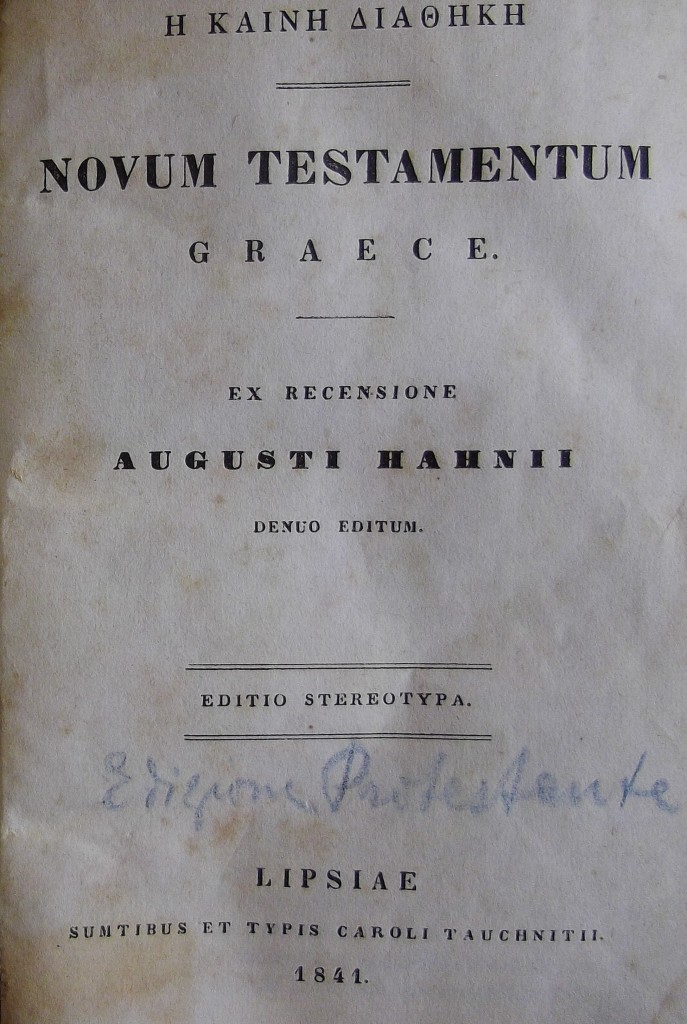 Η ΚΑΙΝΗ ΔΙΑΘΗΚΗ
NOVUM TESTAMENTUM
GRAECE.
EX RECENSIONE
AUGUSTI HAHNII
DENUO EDITUM.
EDITIO STEREOTYPA.
Edizione Protestante
LIPSIAE
SUMTIBUS ET TYPIS CAROLI TAUCHNITII.
1841.